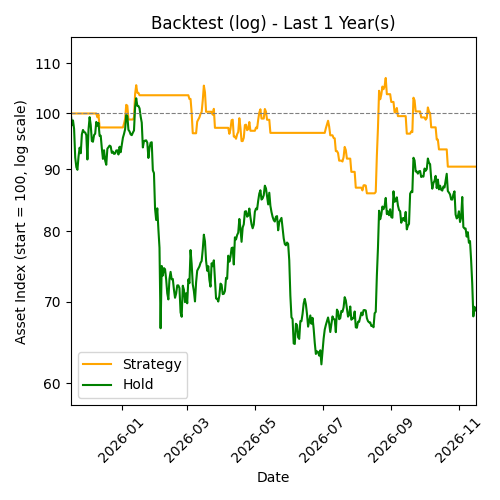 Backtest (log) - Last 1 Year(s)
Asset Index (start = 100, log scale)
110
100
90
80
70
60
Strategy
Hold
2026-01
2026-03
2026-05
2026-07
2026-09
2026-11
Date